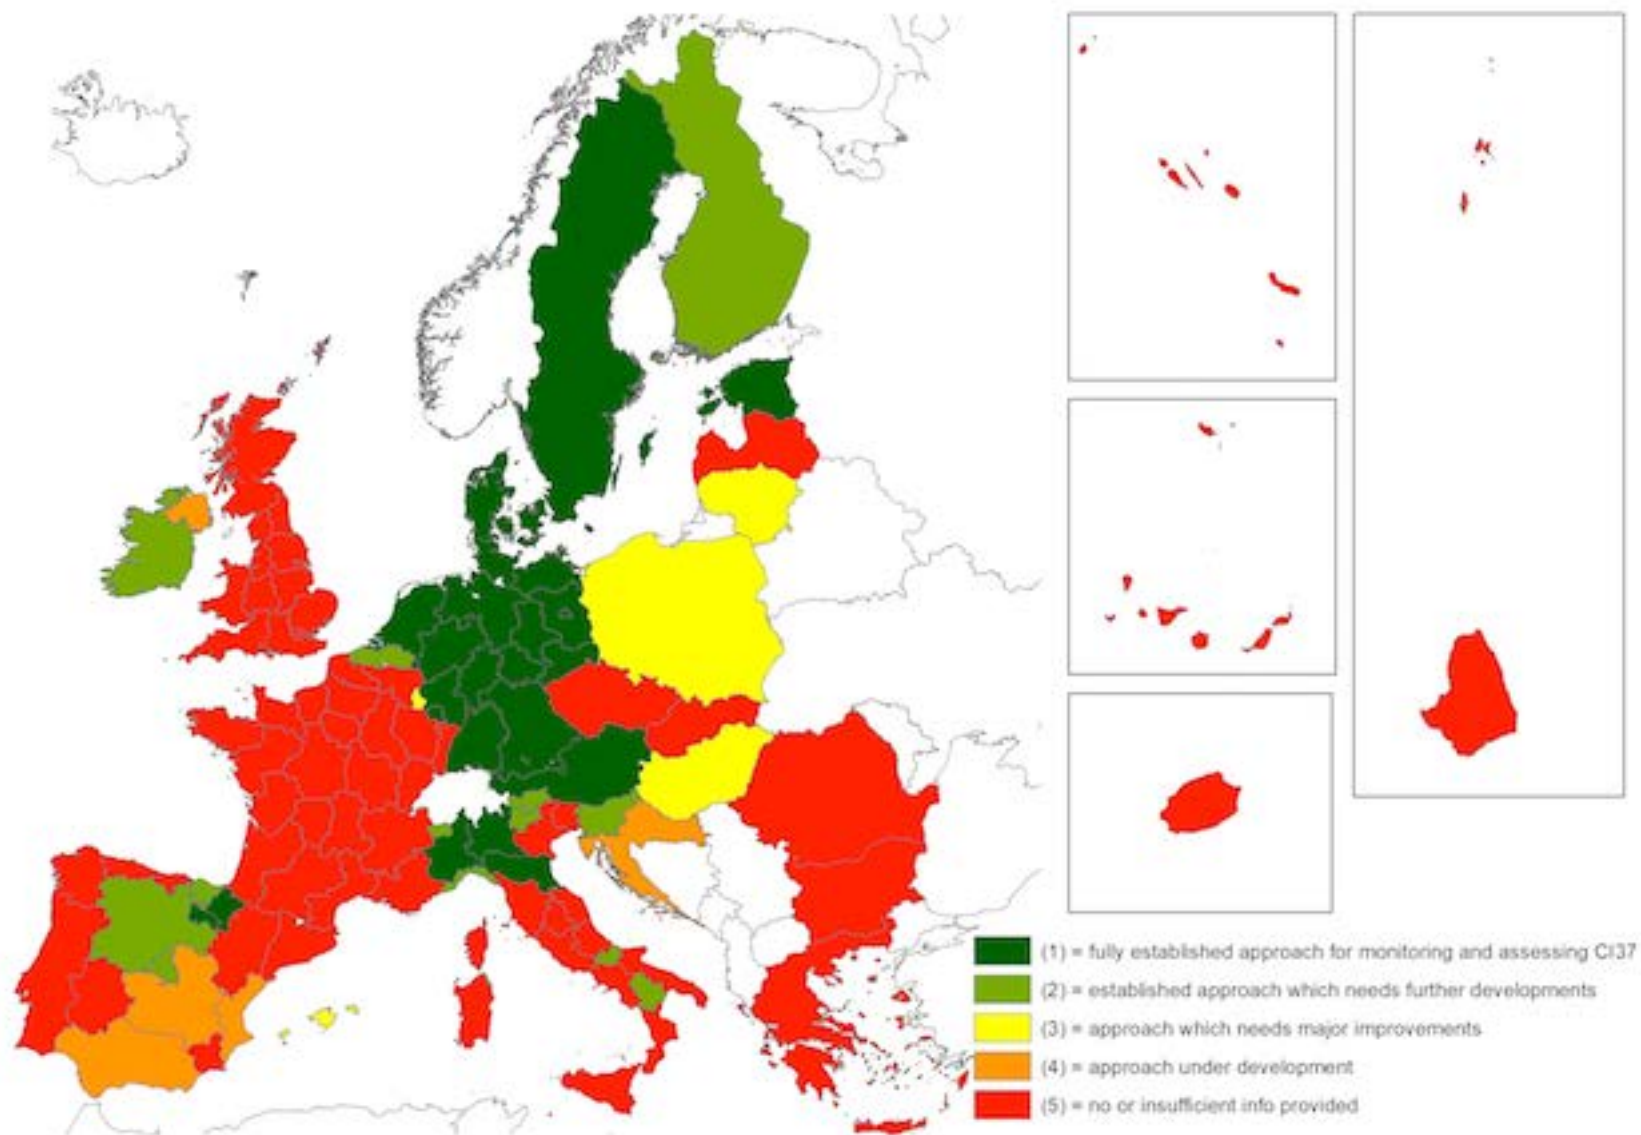 (1) = fully established approach for monitoring and assessing CI37
(2) = established approach which needs further developments
(3) = approach which needs major improvements
(4) = approach under development
(5) = no or insufficient info provided